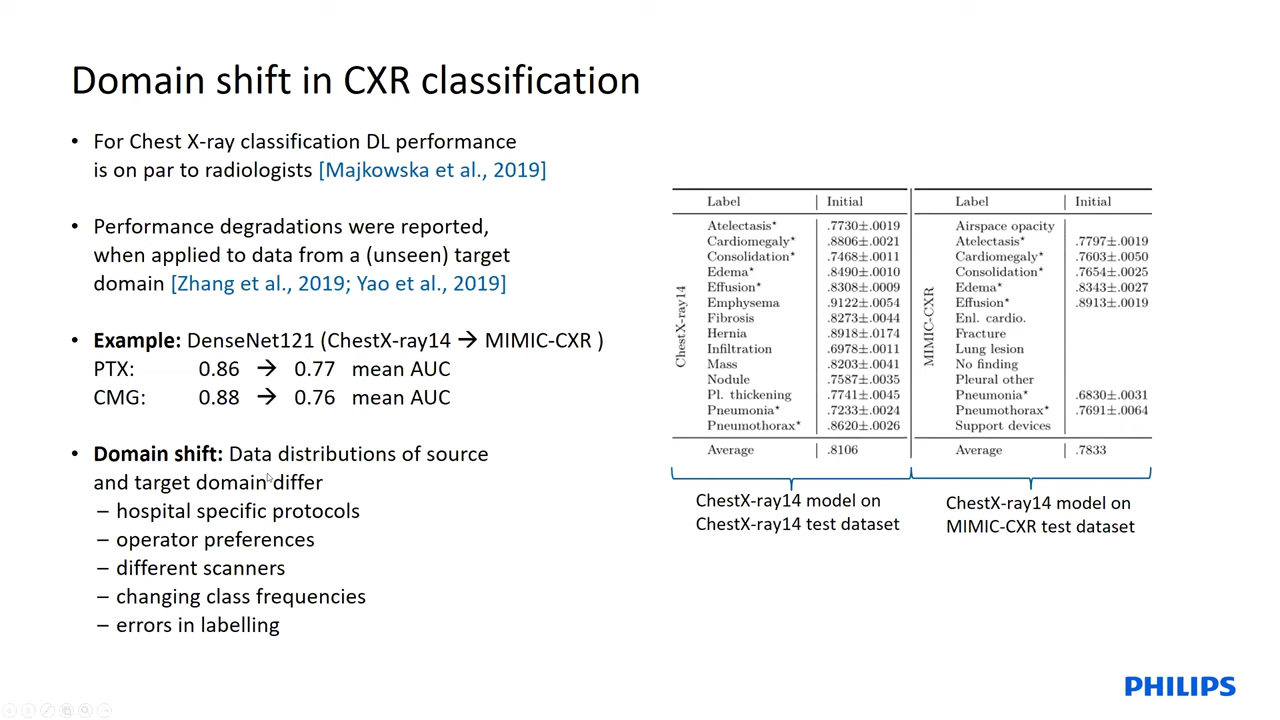 Domain shift in CXR classification
• For Chest X-ray classification DL performance
is on par to radiologists [Majkowska et al., 2019]
• Performance degradations were reported,
when applied to data from a (unseen) target
domain [Zhang et al., 2019; Yao et al., 2019]
• Example: DenseNet121 (ChestX-ray14 → MIMIC-CXR )
PTX: 0.86 → 0.77 mean AUC
CMG: 0.88 → 0.76 mean AUC
• Domain shift: Data distributions of source
and target domain differ
– hospital specific protocols
– operator preferences
– different scanners
– changing class frequencies
– errors in labelling
ChestX-ray14
Label Initial
Atelectasis* .7730±.0019
Cardiomegaly* .8806±.0021
Consolidation* .7468±.0011
Edema* .8490±.0010
Effusion* .8308±.0009
Emphysema .9122±.0054
Fibrosis .8273±.0044
Hernia .8918±.0174
Infiltration .6978±.0011
Mass .8203±.0041
Nodule .7587±.0035
Pl. thickening .7741±.0045
Pneumonia* .7233±.0024
Pneumothorax* .8620±.0026
Average .8106
MIMIC-CXR
Label Initial
Airspace opacity
Atelectasis* .7797±.0019
Cardiomegaly* .7603±.0050
Consolidation* .7654±.0025
Edema* .8343±.0027
Effusion* .8913±.0019
Enl. cardio.
Fracture
Lung lesion
No finding
Pleural other
Pneumonia* .6830±.0031
Pneumothorax* .7691±.0064
Support devices
Average .7833
ChestX-ray14 model on
ChestX-ray14 test dataset
ChestX-ray14 model on
MIMIC-CXR test dataset
PHILIPS